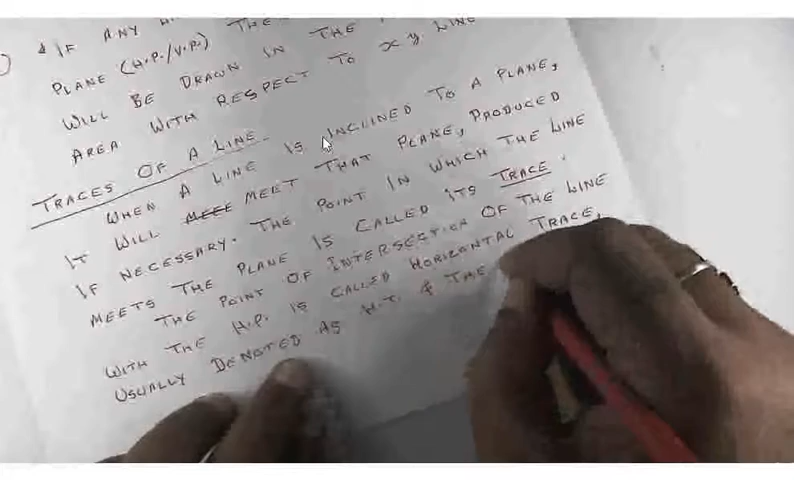 IF ANY THE
PLANE (H.P./V.P.)
WILL BE DRAWN IN THE
AREA WITH RESPECT TO xy LINE
TRACES OF A LINE.
WHEN A LINE IS INCLINED TO A PLANE,
IT WILL MEET THAT PLANE, PRODUCED
IF NECESSARY. THE POINT IN WHICH THE LINE
MEETS THE PLANE IS CALLED ITS TRACE.
THE POINT OF INTERSECTION OF THE LINE
WITH THE H.P. IS CALLED HORIZONTAL TRACE,
USUALLY DENOTED AS H.T. & THE